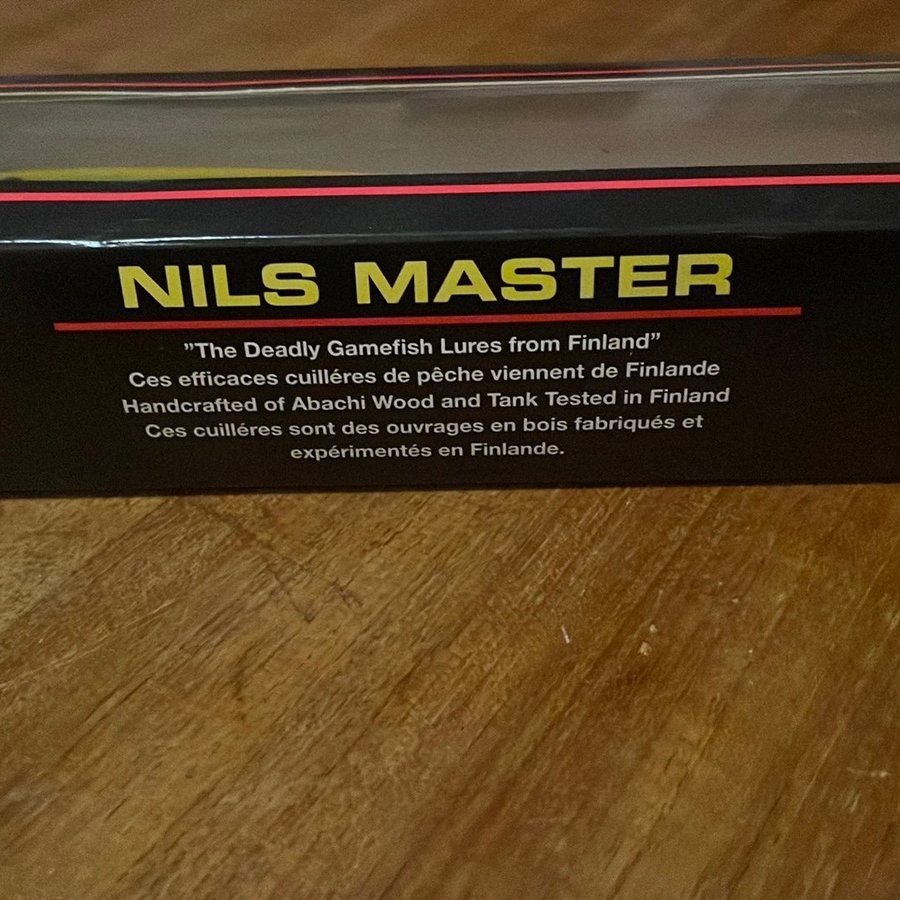 NILS MASTER
”The Deadly Gamefish Lures from Finland”
Ces efficaces cuilléres de pêche viennent de Finlande
Handcrafted of Abachi Wood and Tank Tested in Finland
Ces cuilléres sont des ouvrages en bois fabriqués et
expérimentés en Finlande.